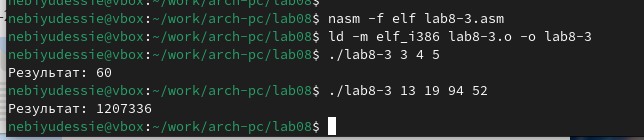 nebiyudessie@vbox:~/work/arch-pc/lab08$ nasm -f elf lab8-3.asm
nebiyudessie@vbox:~/work/arch-pc/lab08$ ld -m elf_i386 lab8-3.o -o lab8-3
nebiyudessie@vbox:~/work/arch-pc/lab08$ ./lab8-3 3 4 5
Результат: 60
nebiyudessie@vbox:~/work/arch-pc/lab08$ ./lab8-3 13 19 94 52
Результат: 1207336
nebiyudessie@vbox:~/work/arch-pc/lab08$